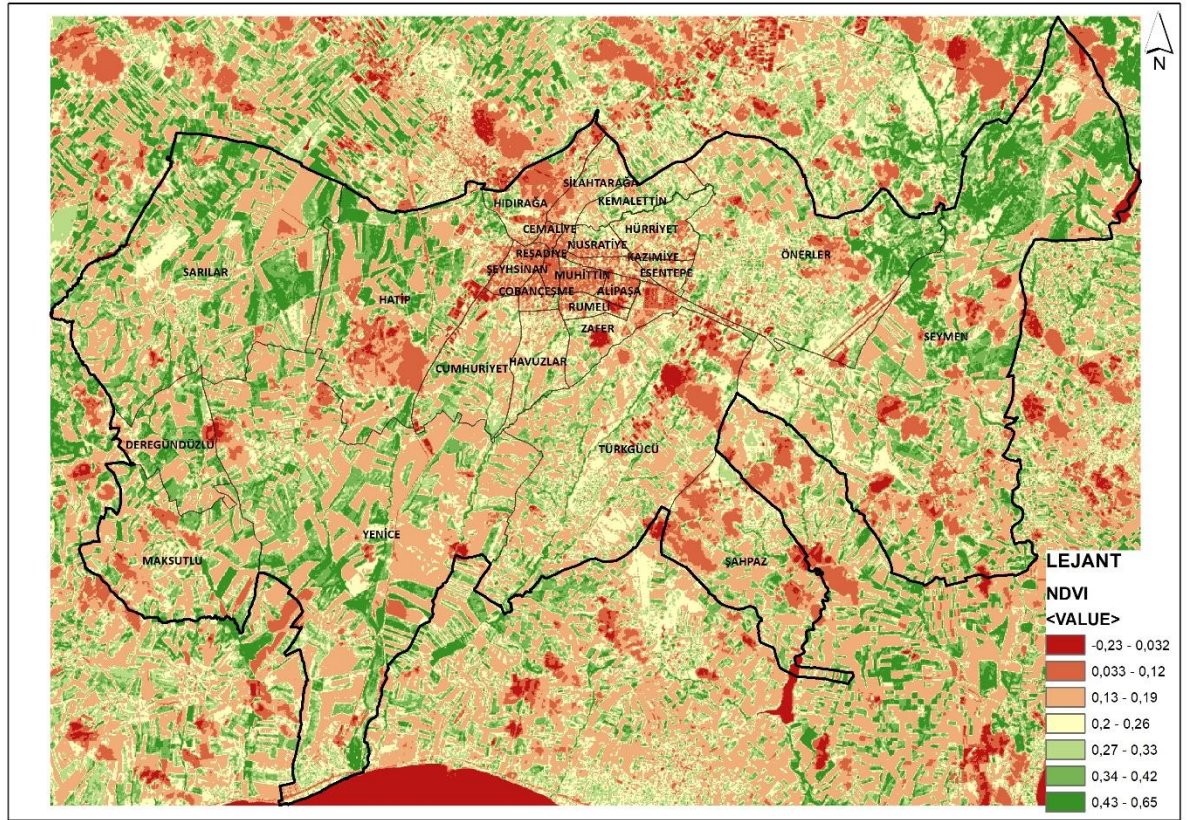 N
SİLAHTARAĞA
HIDIRAĞA
KEMALETTİN
CEMALİYE
HÜRRİYET
NUSRATİYE
REŞADİYE
KAZIMİYE
ÖNERLER
ŞEYHSİNAN
MUHİTTİN
ESENTEPE
SARILAR
ÇOBANÇEŞME
ALİPAŞA
HATİP
RUMELİ
ZAFER
SEYMEN
HAVUZLAR
CUMHURİYET
DEREGÜNDÜZLÜ
TÜRKGÜCÜ
YENİCE
MAKSUTLU
ŞAHPAZ
LEJANT
NDVI
<VALUE>
-0,23 - 0,032
0,033 - 0,12
0,13 - 0,19
0,2 - 0,26
0,27 - 0,33
0,34 - 0,42
0,43 - 0,65